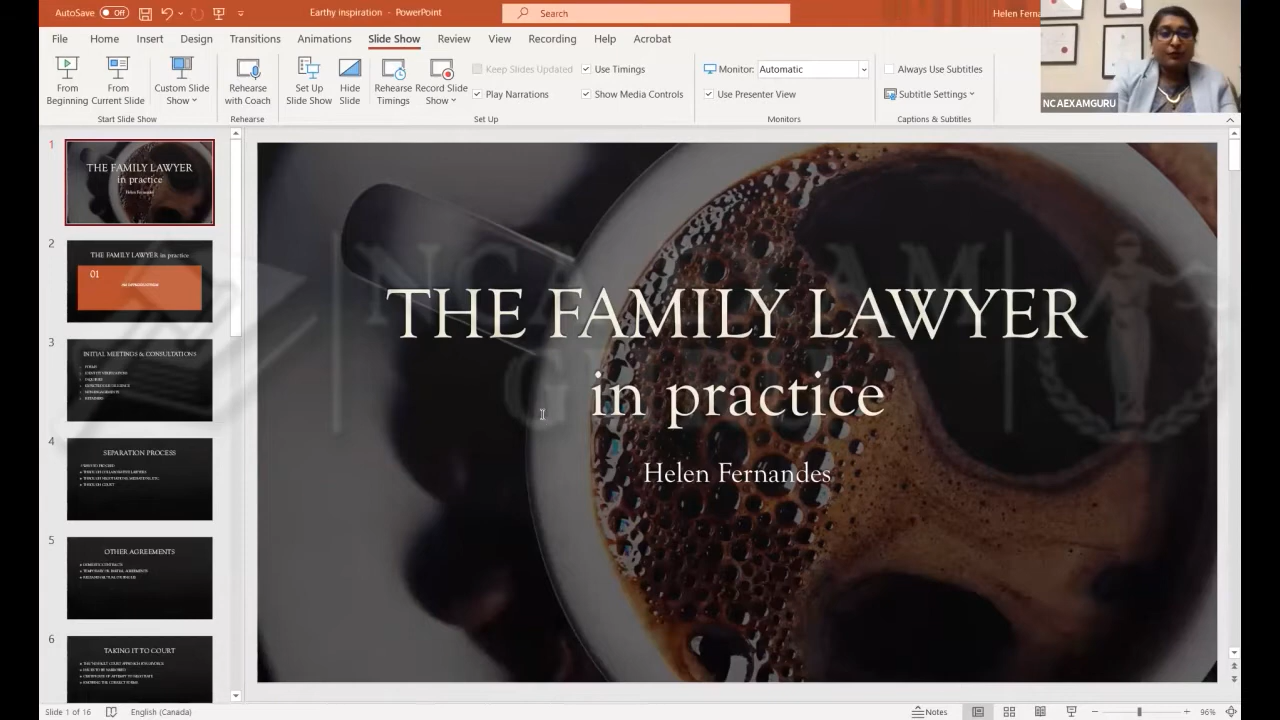 AutoSave Off
Earthy inspiration - PowerPoint
Search
Helen Ferna
File Home Insert Design Transitions Animations Slide Show Review View Recording Help Acrobat
From Beginning
From Current Slide
Custom Slide Show
Rehearse with Coach
Set Up Slide Show
Hide Slide
Rehearse Timings
Record Slide Show
Keep Slides Updated
Use Timings
Play Narrations
Show Media Controls
Monitor: Automatic
Use Presenter View
Always Use Subtitles
Subtitle Settings
NCAEXAMGURU
Start Slide Show
Rehearse
Set Up
Monitors
Captions & Subtitles
1
THE FAMILY LAWYER
in practice
Helen Fernandes
2
THE FAMILY LAWYER in practice
01
3
INITIAL MEETINGS & CONSULTATIONS
4
SEPARATION PROCESS
5
OTHER AGREEMENTS
6
TAKING IT TO COURT
THE FAMILY LAWYER
in practice
Helen Fernandes
Slide 1 of 16
English (Canada)
Notes
96%